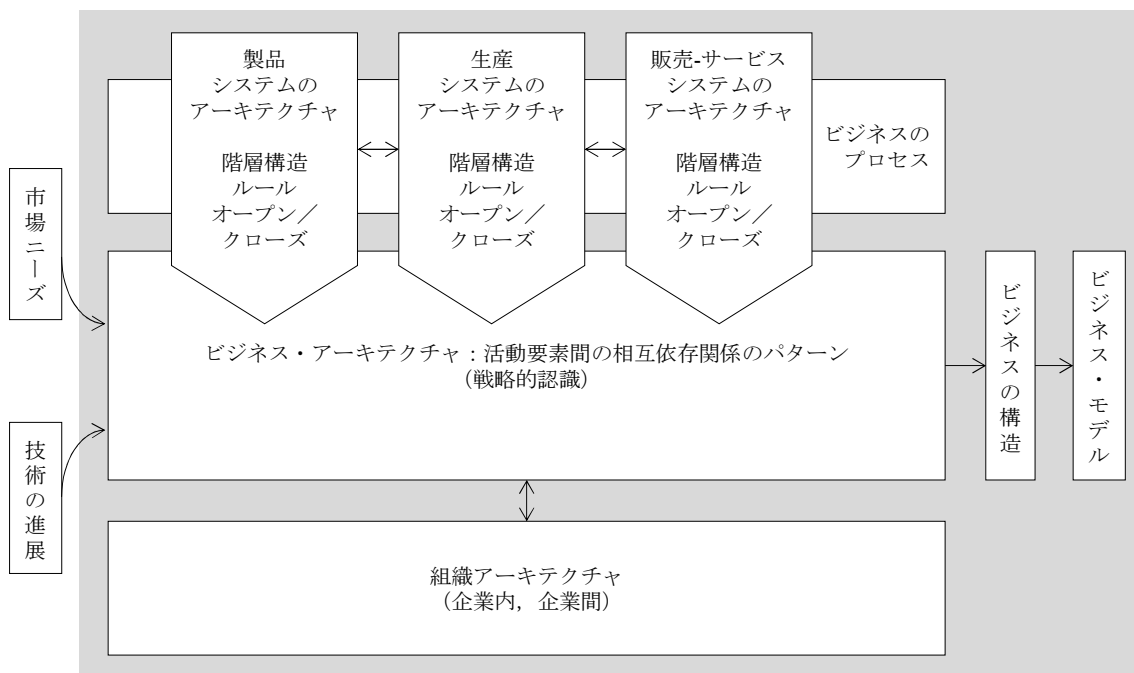 製品
システムの
アーキテクチャ
階層構造
ルール
オープン／
クローズ
生産
システムの
アーキテクチャ
階層構造
ルール
オープン／
クローズ
販売-サービス
システムの
アーキテクチャ
階層構造
ルール
オープン／
クローズ
ビジネスの
プロセス
市場ニーズ
技術の進展
ビジネス・アーキテクチャ：活動要素間の相互依存関係のパターン
（戦略的認識）
ビジネスの構造
ビジネス・モデル
組織アーキテクチャ
（企業内，企業間）